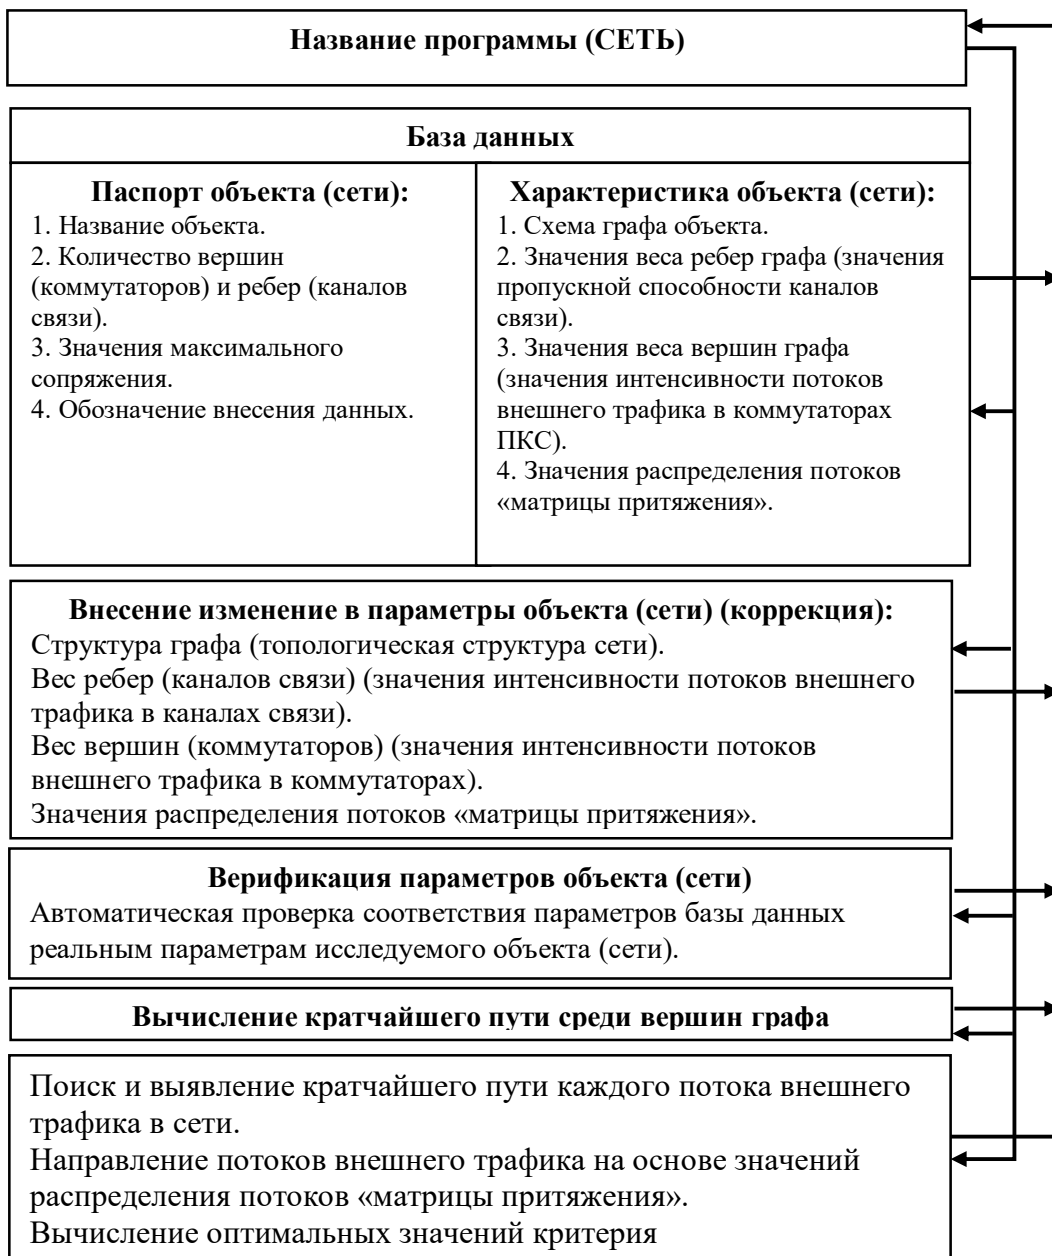 Название программы (СЕТЬ)
База данных
Паспорт объекта (сети):
1. Название объекта.
2. Количество вершин
(коммутаторов) и ребер (каналов
связи).
3. Значения максимального
сопряжения.
4. Обозначение внесения данных.
Характеристика объекта (сети):
1. Схема графа объекта.
2. Значения веса ребер графа (значения
пропускной способности каналов
связи).
3. Значения веса вершин графа
(значения интенсивности потоков
внешнего трафика в коммутаторах
ПКС).
4. Значения распределения потоков
«матрицы притяжения».
Внесение изменение в параметры объекта (сети) (коррекция):
Структура графа (топологическая структура сети).
Вес ребер (каналов связи) (значения интенсивности потоков внешнего
трафика в каналах связи).
Вес вершин (коммутаторов) (значения интенсивности потоков
внешнего трафика в коммутаторах).
Значения распределения потоков «матрицы притяжения».
Верификация параметров объекта (сети)
Автоматическая проверка соответствия параметров базы данных
реальным параметрам исследуемого объекта (сети).
Вычисление кратчайшего пути среди вершин графа
Поиск и выявление кратчайшего пути каждого потока внешнего
трафика в сети.
Направление потоков внешнего трафика на основе значений
распределения потоков «матрицы притяжения».
Вычисление оптимальных значений критерия